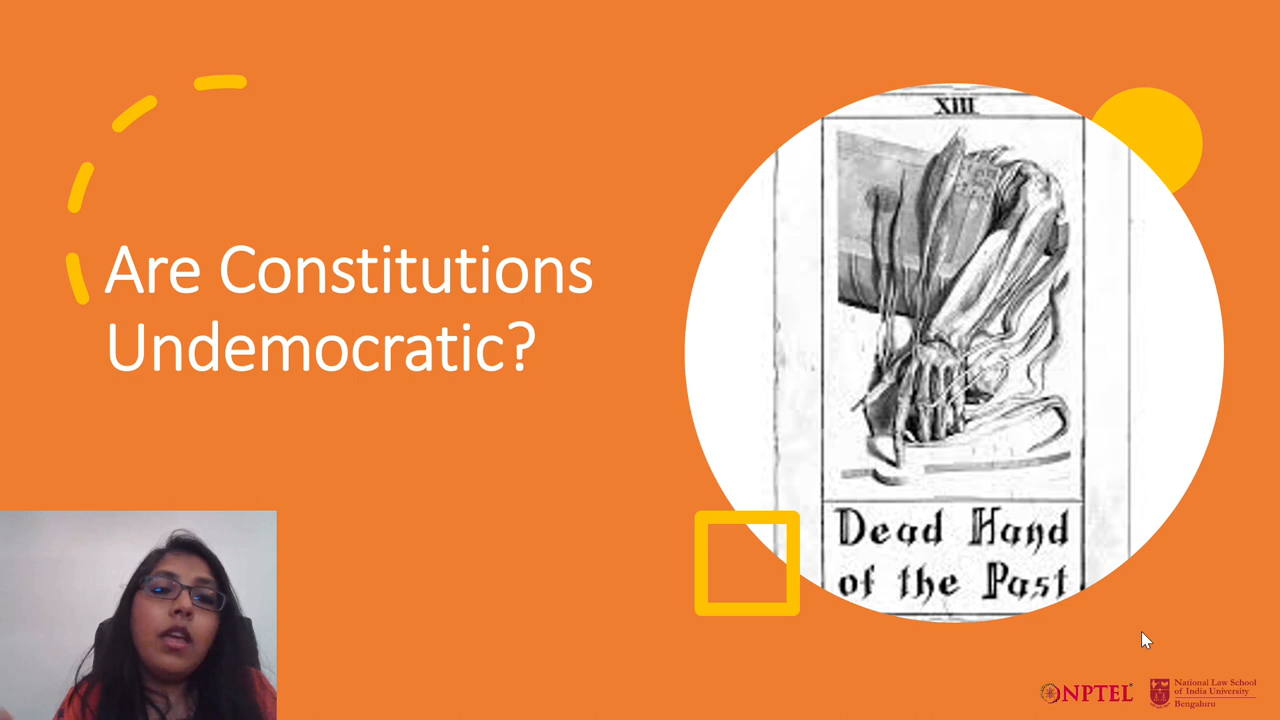 Are Constitutions
Undemocratic?
XIII
Dead Hand
of the Past
NPTEL
National Law School
of India University
Bengaluru